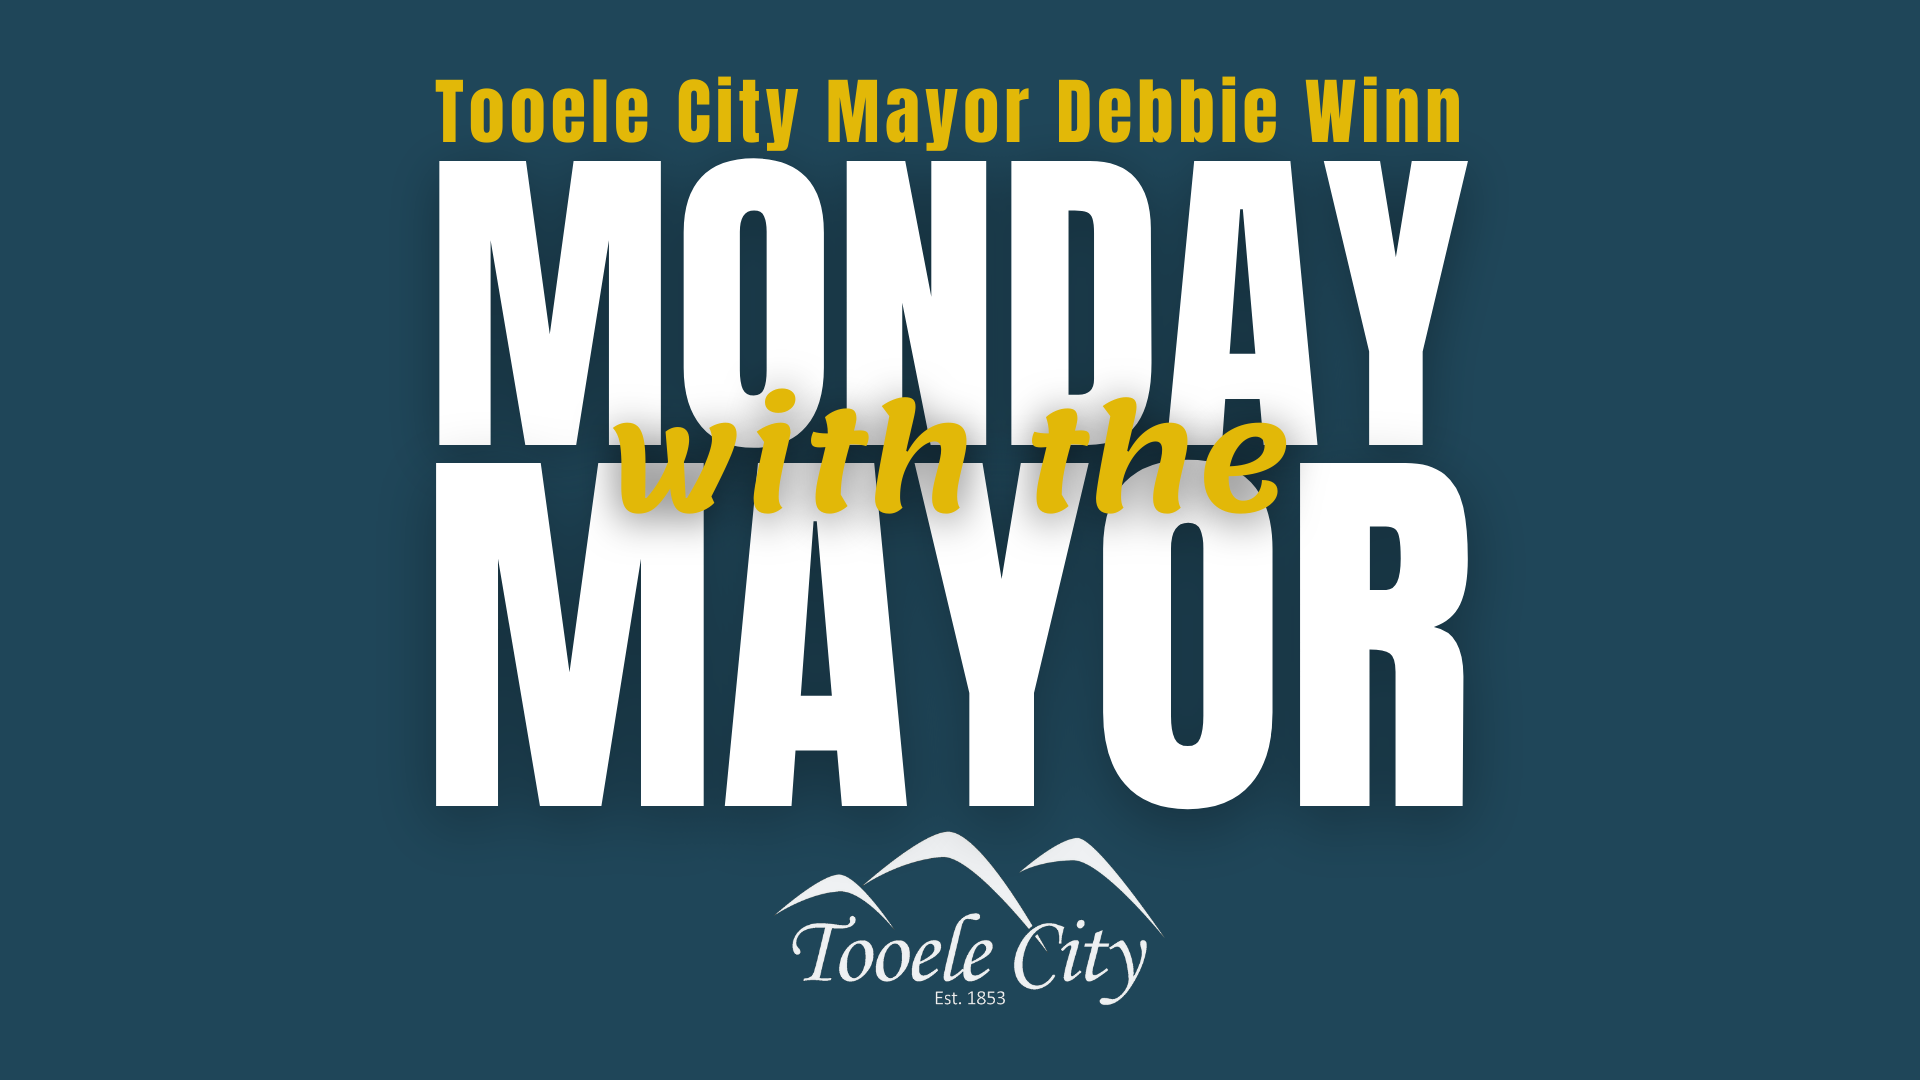 Tooele City Mayor Debbie Winn
MONDAY
with the
MAYOR
Tooele City
Est. 1853